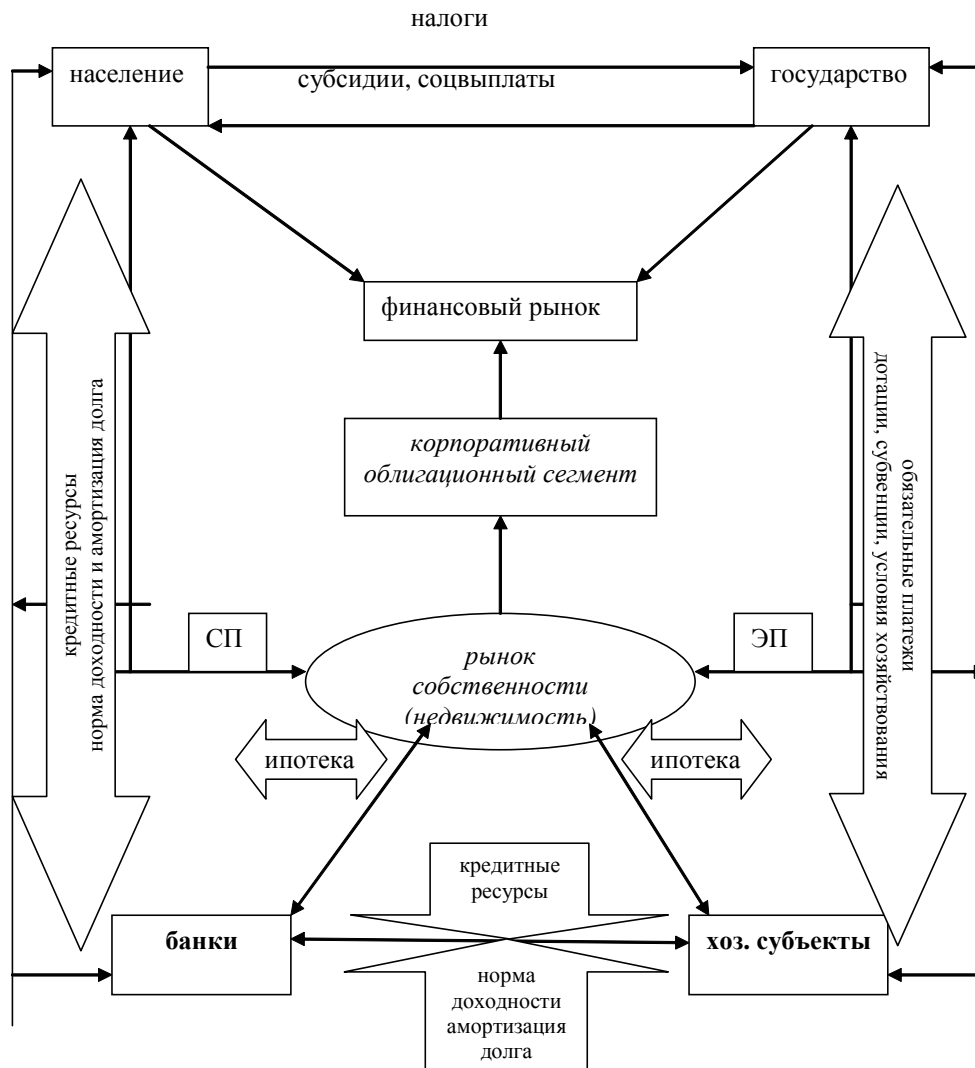 налоги
население
субсидии, соцвыплаты
государство
финансовый рынок
корпоративный
облигационный сегмент
кредитные ресурсы
норма доходности и амортизация долга
обязательные платежи
дотации, субвенции, условия хозяйствования
СП
ЭП
рынок
собственности
(недвижимость)
ипотека
ипотека
кредитные
ресурсы
банки
хоз. субъекты
норма
доходности
амортизация
долга